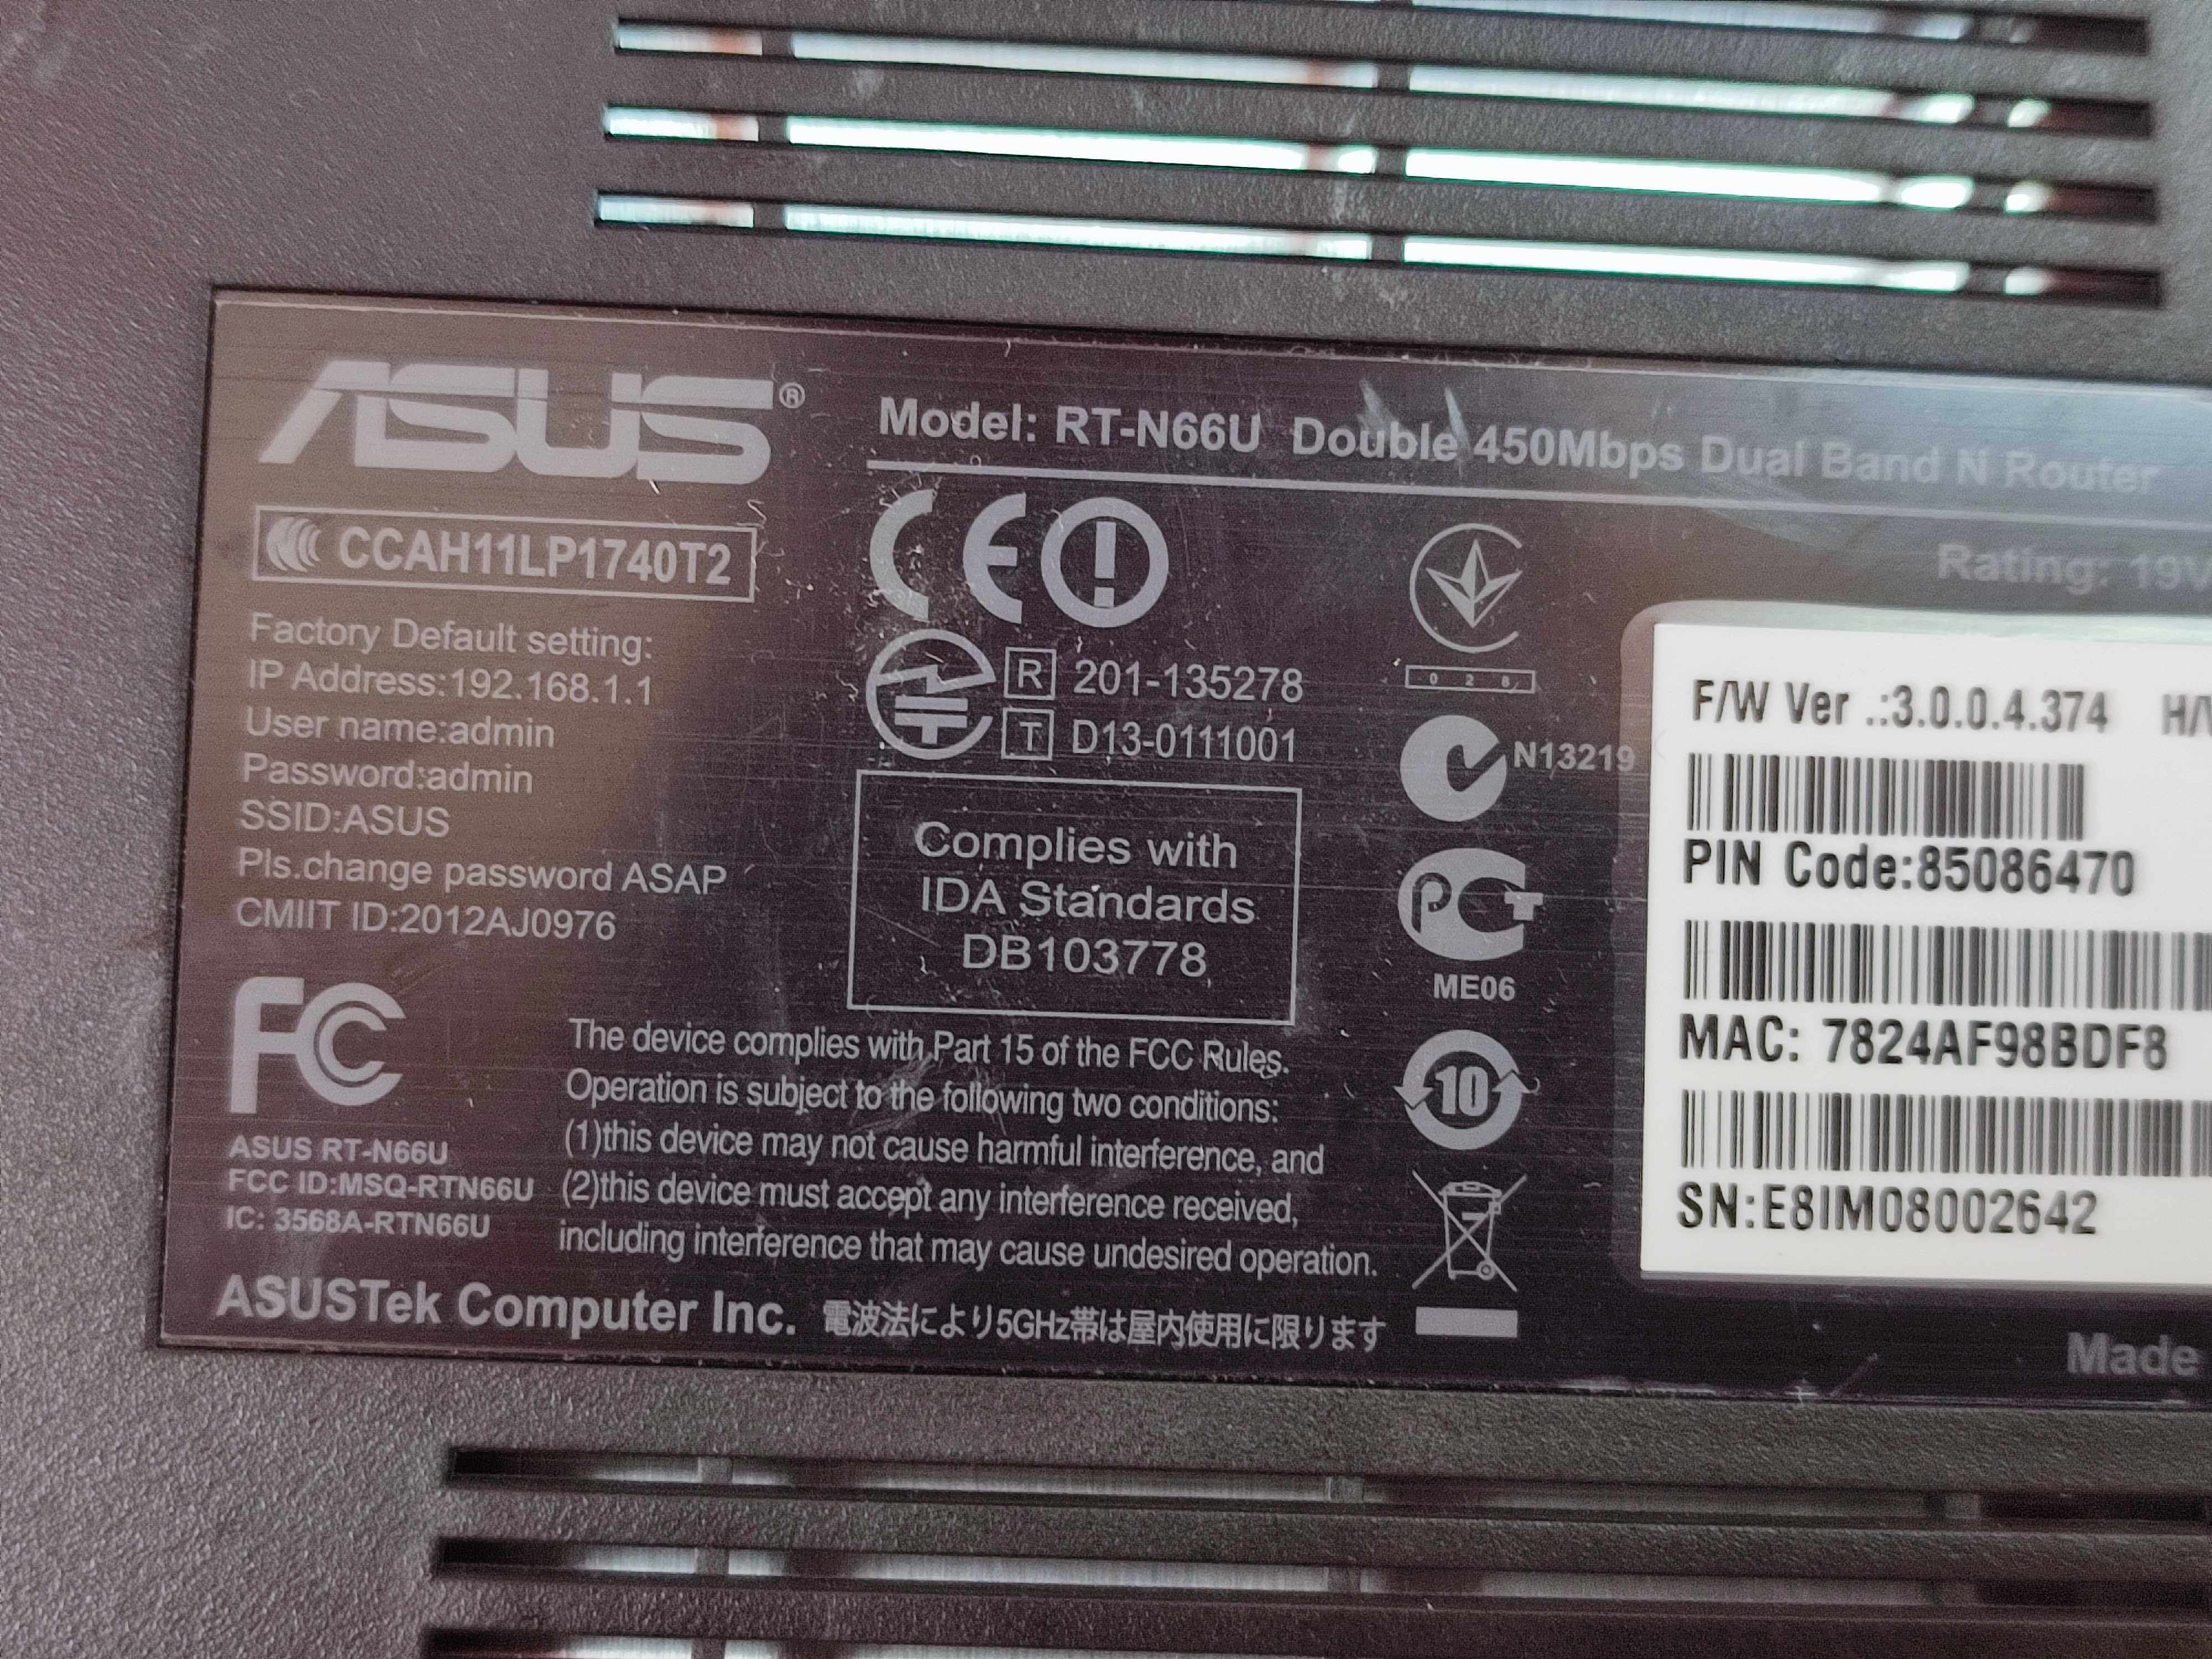 ASUS®
Model: RT-N66U Double 450Mbps Dual Band N Router
CCAH11LP1740T2
Rating: 19V
Factory Default setting:
IP Address:192.168.1.1
User name:admin
Password:admin
SSID:ASUS
Pls.change password ASAP
CMIIT ID:2012AJ0976
FC
ASUS RT-N66U
FCC ID:MSQ-RTN66U
IC: 3568A-RTN66U
CE
R 201-135278
T D13-0111001
Complies with
IDA Standards
DB103778
The device complies with Part 15 of the FCC Rules.
Operation is subject to the following two conditions:
(1)this device may not cause harmful interference, and
(2)this device must accept any interference received,
including interference that may cause undesired operation.
0 2 8
N13219
PCT
ME06
10
F/W Ver .:3.0.0.4.374 H/
PIN Code:85086470
MAC: 7824AF98BDF8
SN:E8IM08002642
ASUSTek Computer Inc. 電波法により5GHz帯は屋内使用に限ります
Made